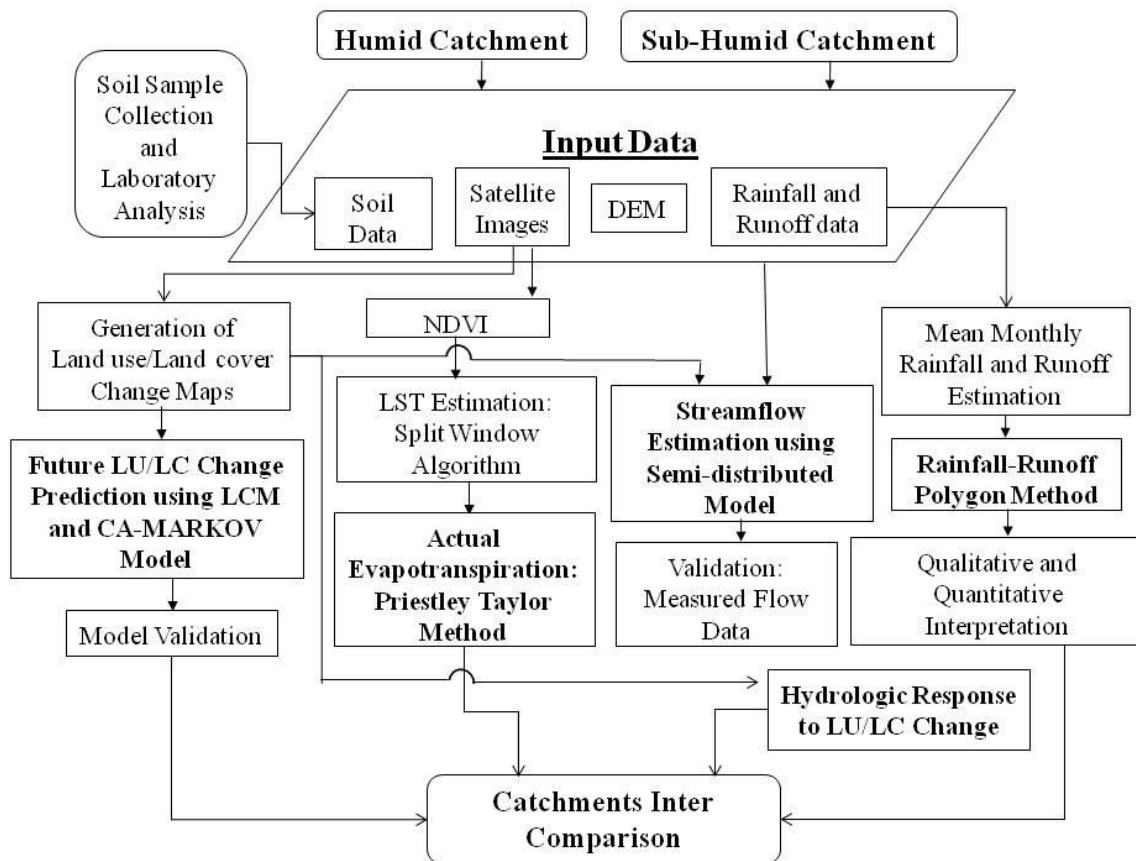 Humid Catchment
Sub-Humid Catchment
Soil Sample
Collection
and
Laboratory
Analysis
Input Data
Soil
Data
Satellite
Images
DEM
Rainfall and
Runoff data
Generation of
Land use/Land cover
Change Maps
NDVI
Mean Monthly
Rainfall and Runoff
Estimation
LST Estimation:
Split Window
Algorithm
Streamflow
Estimation using
Semi-distributed
Model
Future LU/LC Change
Prediction using LCM
and CA-MARKOV
Model
Rainfall-Runoff
Polygon Method
Actual
Evapotranspiration:
Priestley Taylor
Method
Validation:
Measured Flow
Data
Qualitative and
Quantitative
Interpretation
Model Validation
Hydrologic Response
to LU/LC Change
Catchments Inter
Comparison